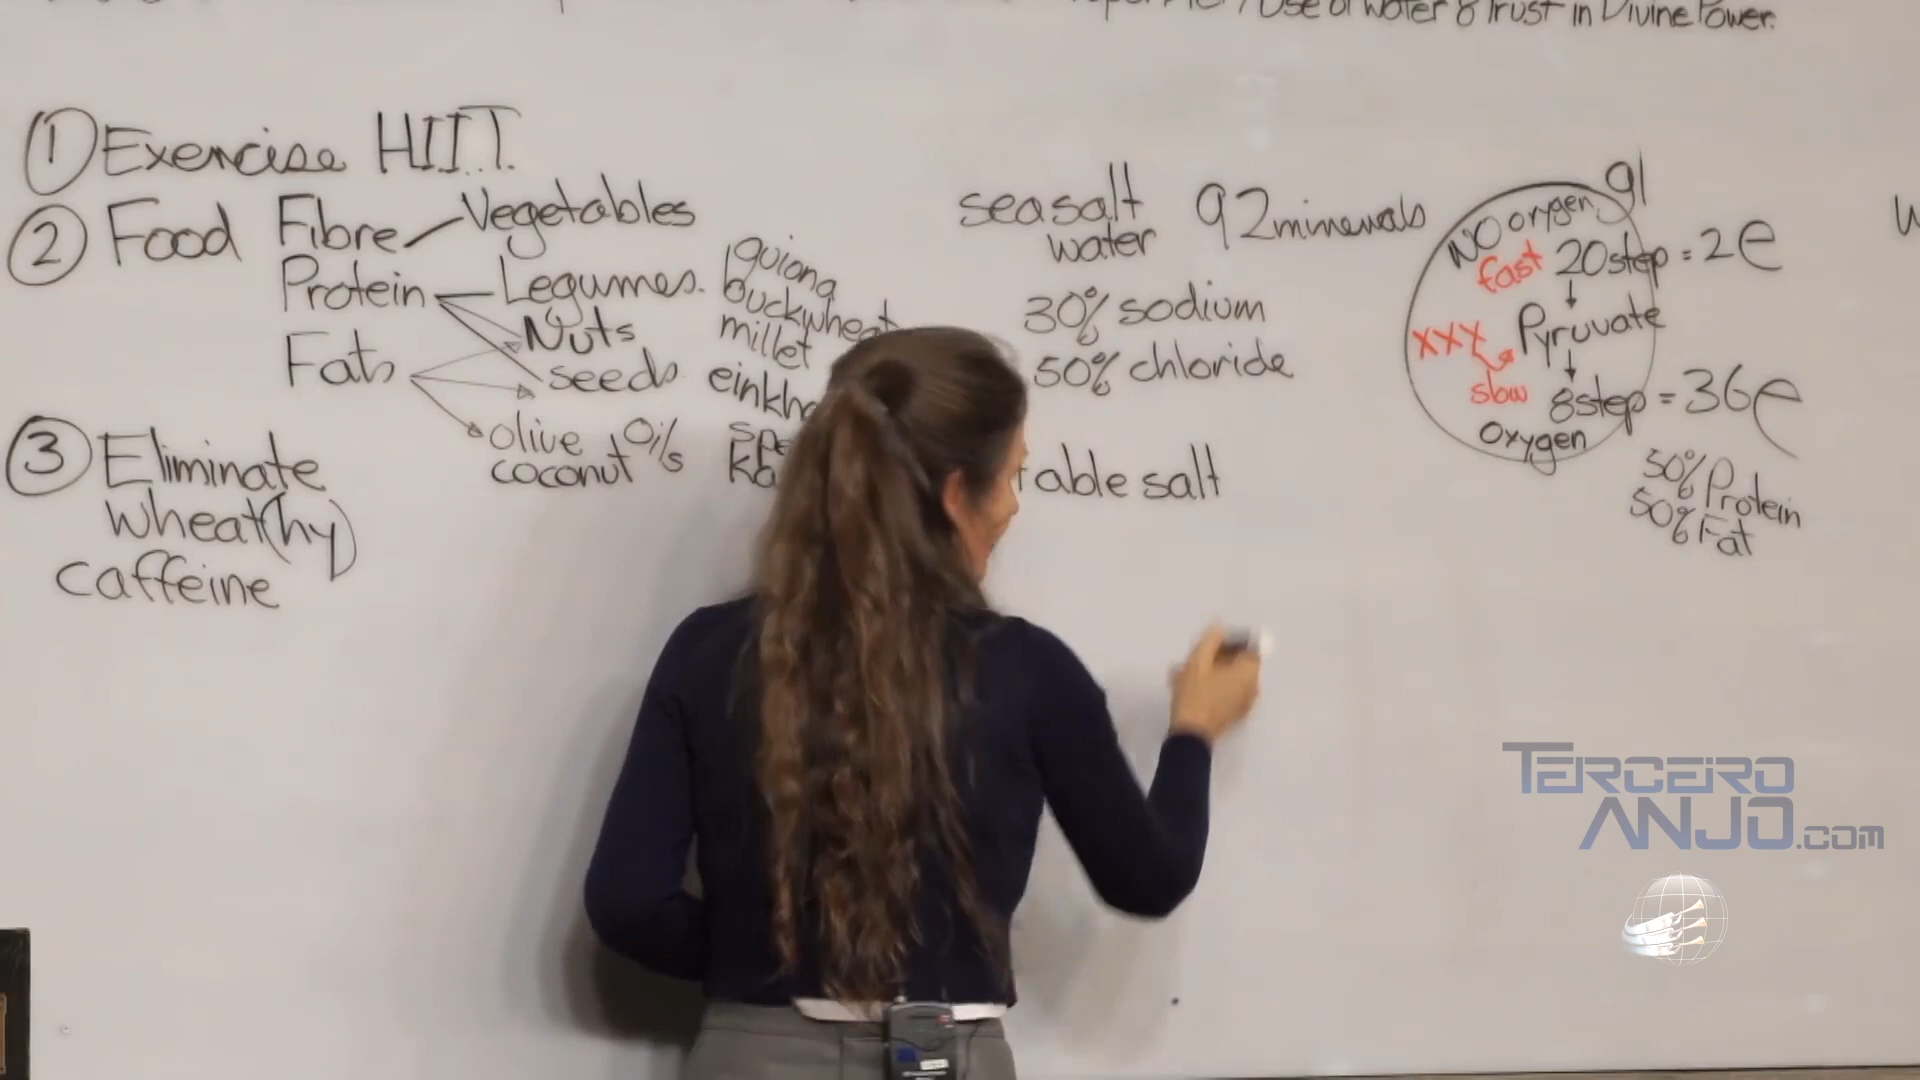 Use of Water & Trust in Divine Power.
① Exercise H.I.I.T.
② Food Fibre Vegetables
Protein Legumes.
Nuts
Fats seeds
olive Oils
coconut
③ Eliminate
wheat(hy)
caffeine
quiona
buckwheat
millet
sea salt 92 minerals
water
30% sodium
50% chloride
table salt
gl
NO oxygen
fast 20 step = 2e
xxx Pyruvate
slow 8 step = 36e
oxygen
50% Protein
50% Fat
TERCEIRO
ANJO.COM